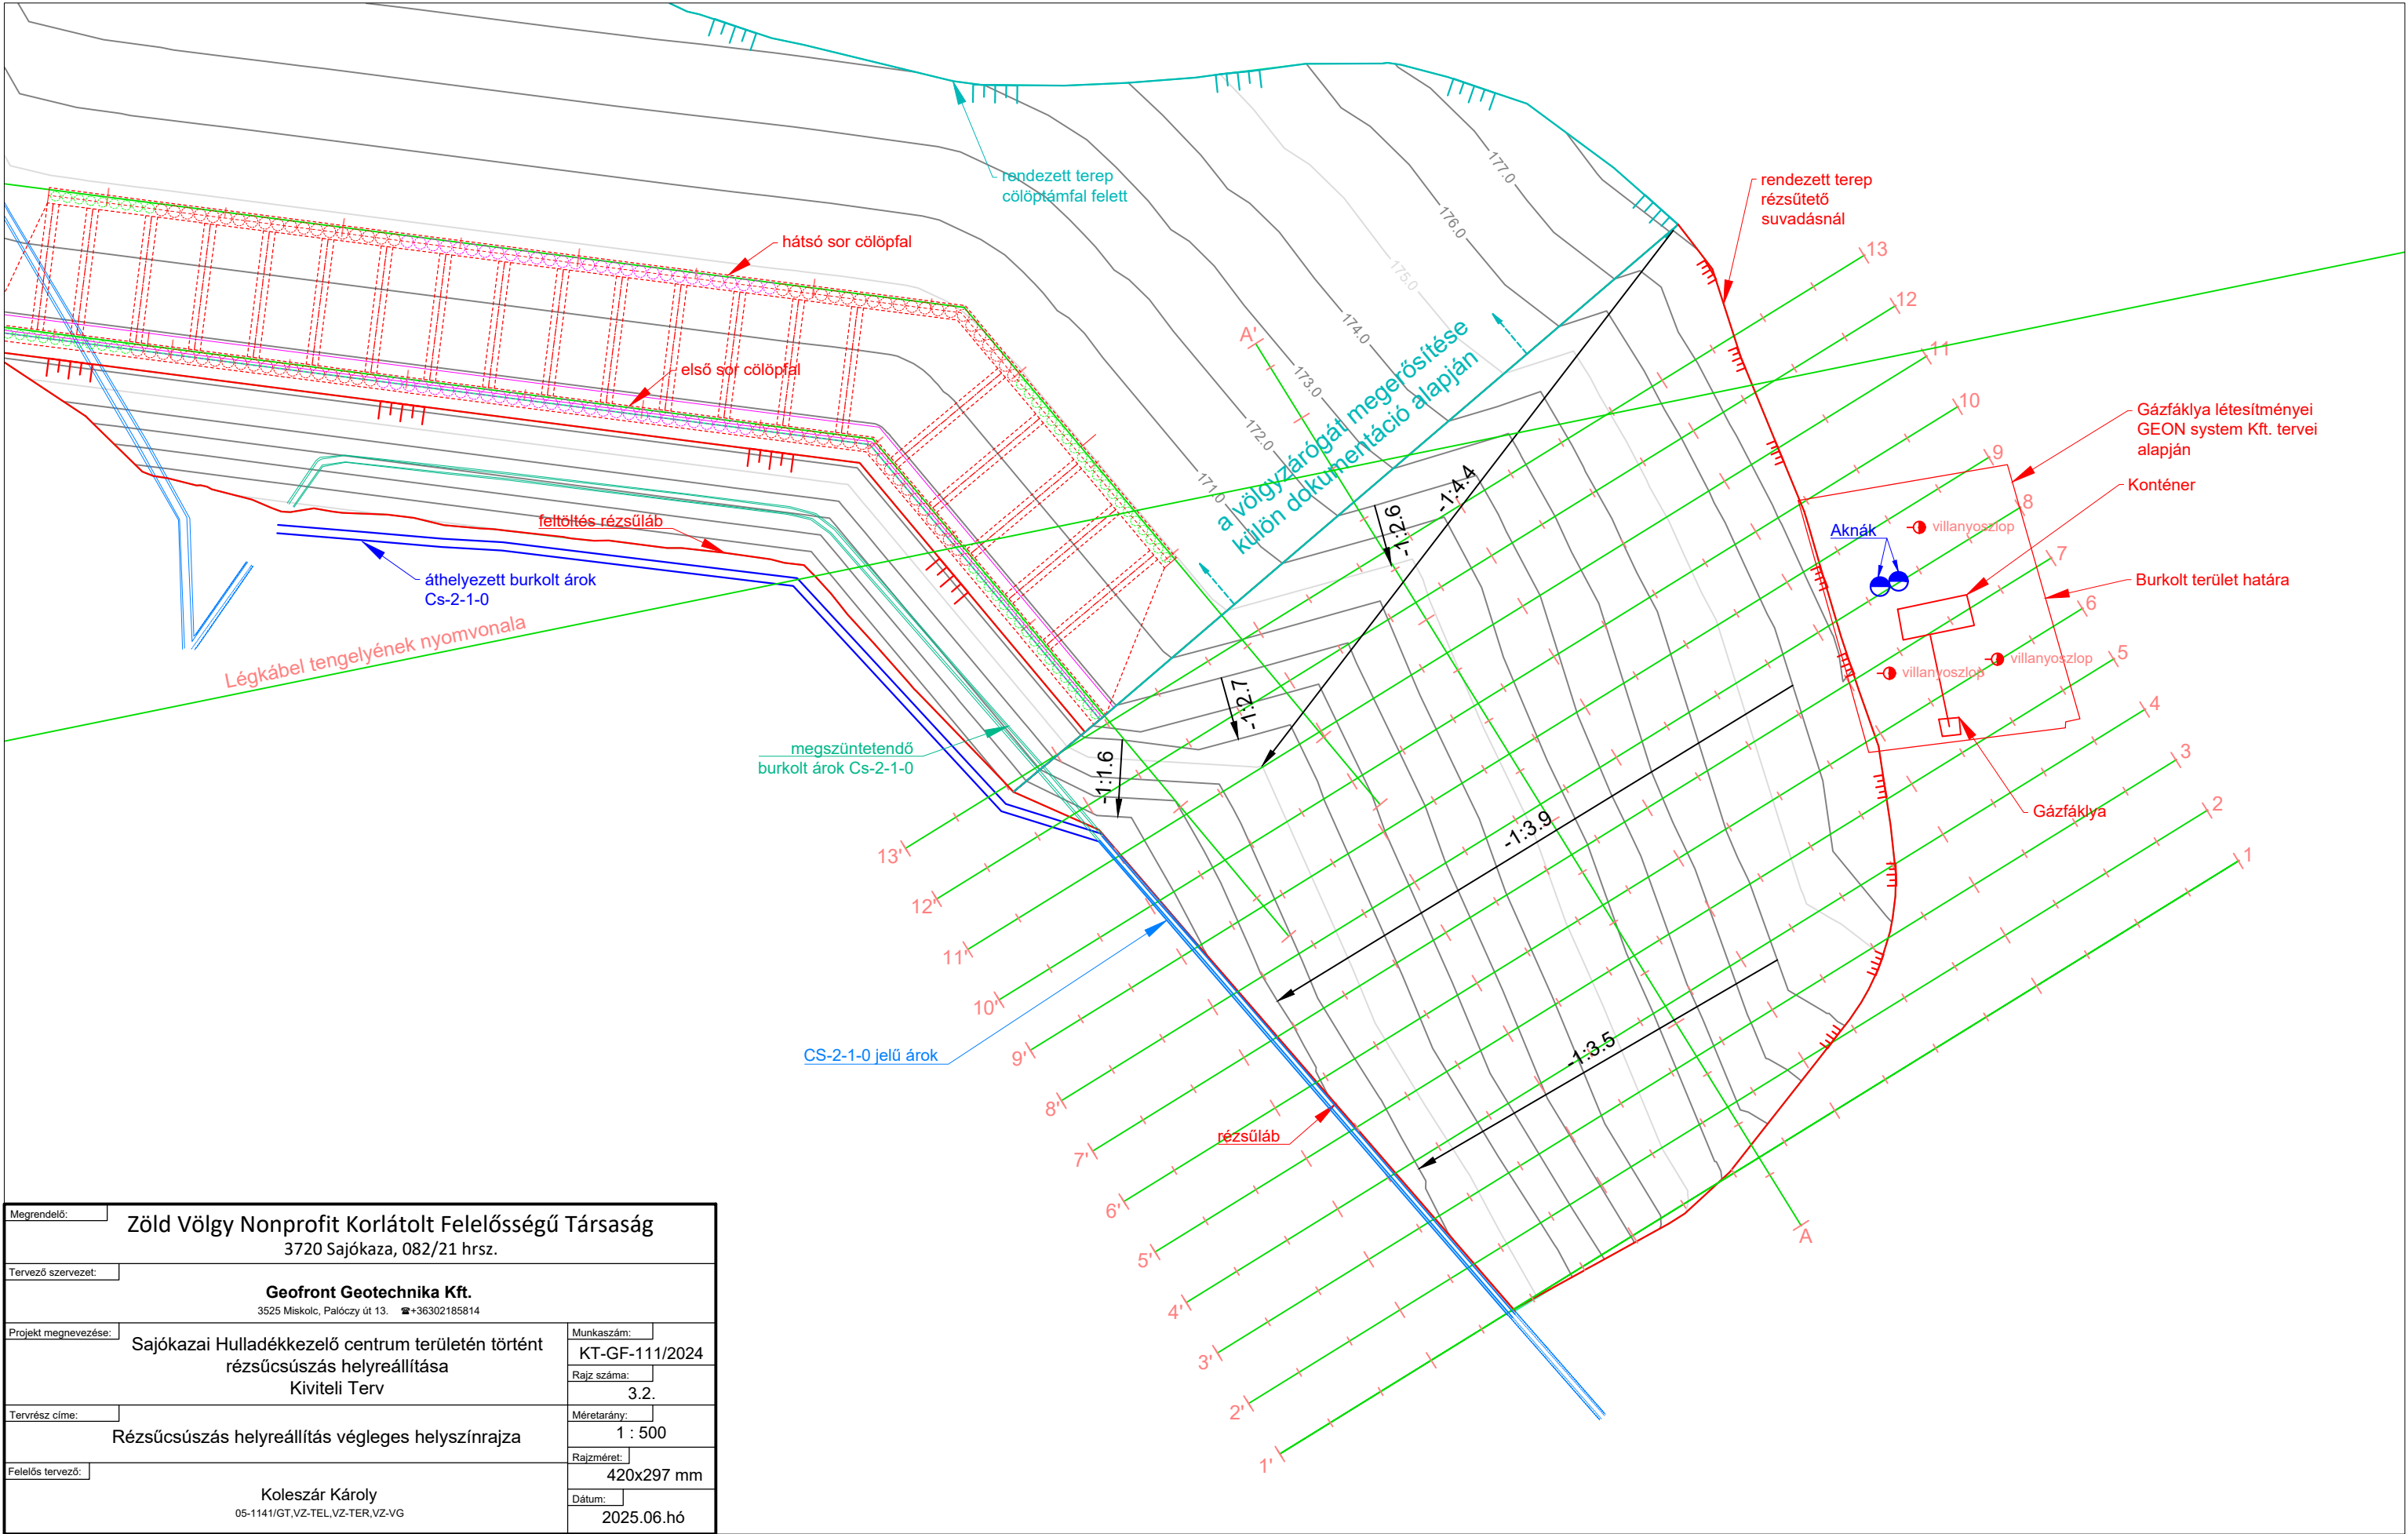 rendezett terep
cölöptámfal felett
rendezett terep
rézsűtető
suvadásnál
hátsó sor cölöpfal
első sor cölöpfal
177.0
176.0
175.0
174.0
173.0
172.0
171.0
a völgyzárógát megerősítése
külön dokumentáció alapján
A'
13
12
11
10
9
8
7
6
5
4
3
2
1
Gázfáklya létesítményei
GEON system Kft. tervei
alapján
Konténer
Aknák
villanyoszlop
Burkolt terület határa
villanyoszlop
villanyoszlop
Gázfáklya
feltöltés rézsűláb
áthelyezett burkolt árok
Cs-2-1-0
Légkábel tengelyének nyomvonala
megszüntetendő
burkolt árok Cs-2-1-0
~1:4.4
~1:2.6
~1:2.7
~1:1.6
~1:3.9
~1:3.5
CS-2-1-0 jelű árok
rézsűláb
13'
12'
11'
10'
9'
8'
7'
6'
5'
4'
3'
2'
1'
A
Megrendelő:
Zöld Völgy Nonprofit Korlátolt Felelősségű Társaság
3720 Sajókaza, 082/21 hrsz.
Tervező szervezet:
Geofront Geotechnika Kft.
3525 Miskolc, Palóczy út 13. ☎+36302185814
Projekt megnevezése:
Sajókazai Hulladékkezelő centrum területén történt
rézsűcsúszás helyreállítása
Kiviteli Terv
Munkaszám:
KT-GF-111/2024
Rajz száma:
3.2.
Tervrész címe:
Rézsűcsúszás helyreállítás végleges helyszínrajza
Méretarány:
1 : 500
Rajzméret:
420x297 mm
Felelős tervező:
Koleszár Károly
05-1141/GT,VZ-TEL,VZ-TER,VZ-VG
Dátum:
2025.06.hó